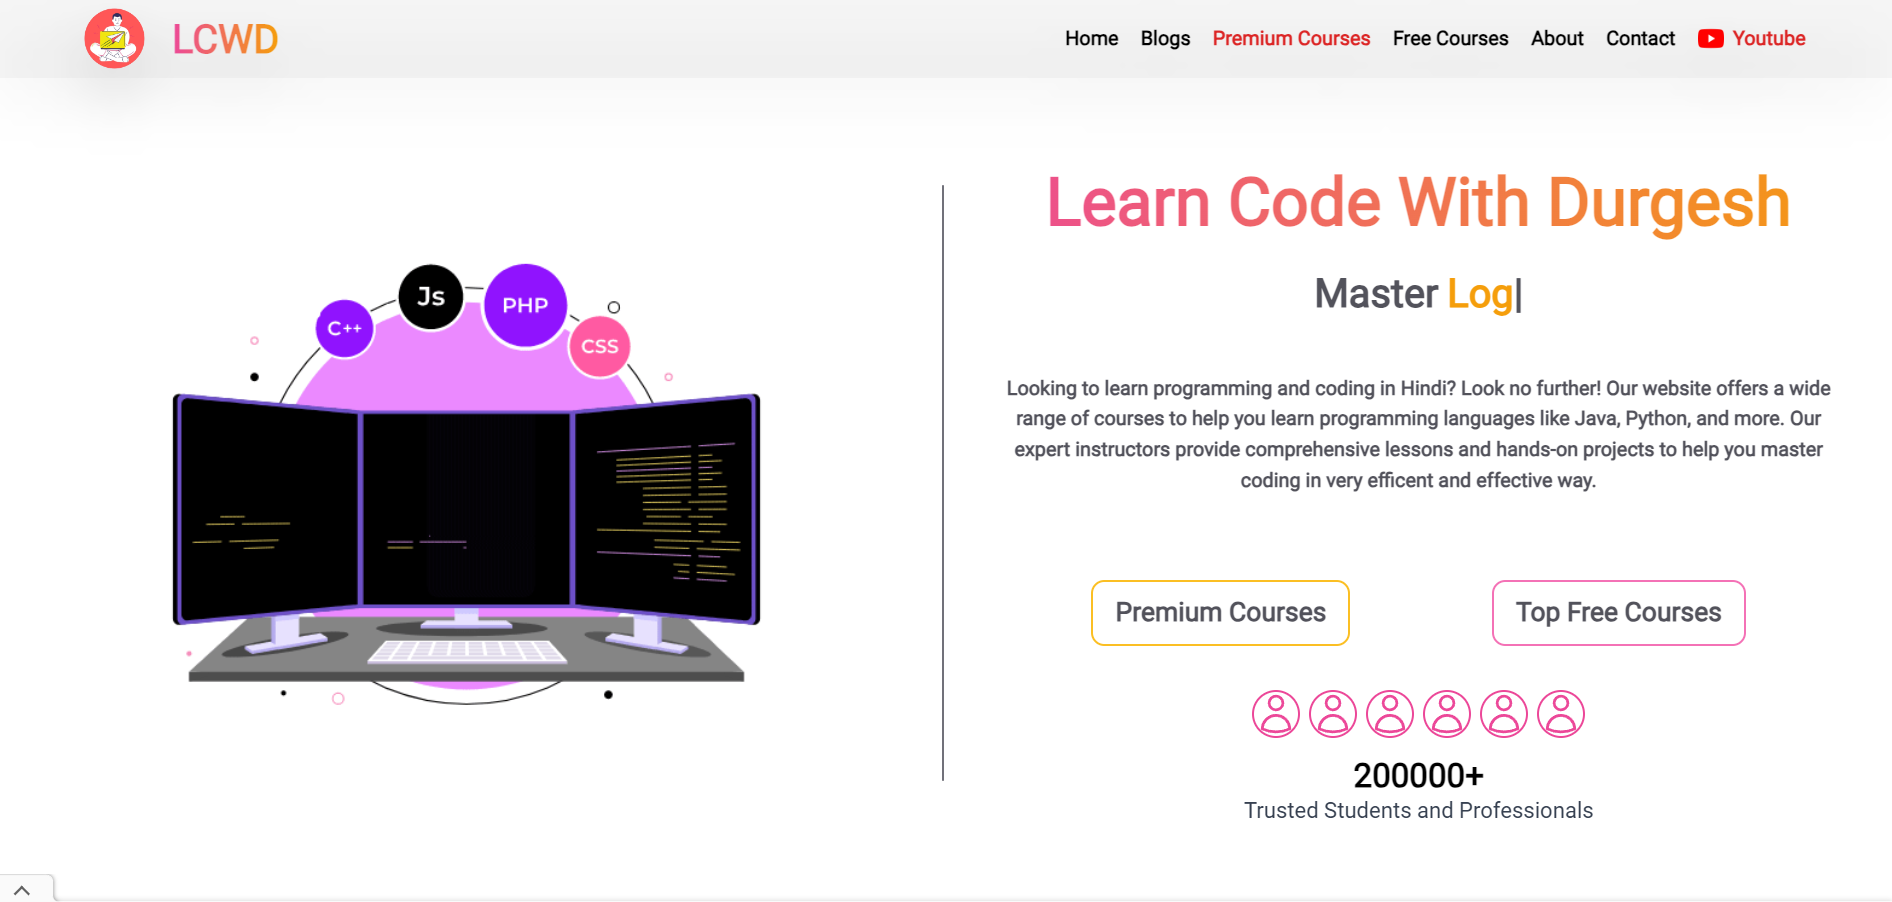 LCWD
Home Blogs Premium Courses Free Courses About Contact Youtube
C++
Js
PHP
CSS
Learn Code With Durgesh
Master Log|
Looking to learn programming and coding in Hindi? Look no further! Our website offers a wide
range of courses to help you learn programming languages like Java, Python, and more. Our
expert instructors provide comprehensive lessons and hands-on projects to help you master
coding in very efficent and effective way.
Premium Courses
Top Free Courses
200000+
Trusted Students and Professionals